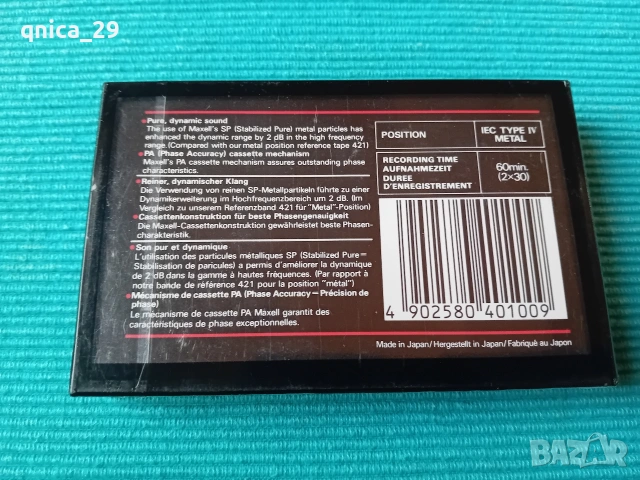 qnica_29
•Pure, dynamic sound
The use of Maxell's SP (Stabilized Pure) metal particles has
enhanced the dynamic range by 2 dB in the high frequency
range (Compared with our metal position reference tape 421)
•PA (Phase Accuracy) cassette mechanism
Maxell's PA cassette mechanism assures outstanding phase
characteristics.
•Reiner, dynamischer Klang
Die Verwendung von reinen SP-Metallpartikeln führte zu einer
Dynamikerweiterung im Hochfrequenzbereich um 2 dB. (Im
Vergleich zu unserem Referenzband 421 für "Metal"-Position)
•Cassettenkonstruktion für beste Phasengenauigkeit
Die Maxell-Cassettenkonstruktion gewährleistet beste Phasen-
charakteristik.
•Son pur et dynamique
L'utilisation des particules métalliques SP (Stabilized Pure=
Stabilisation de paricules) a permis d'améliorer la dynamique
de 2 dB dans la gamme à hautes fréquences. (Par rapport à
notre bande de référence 421 pour la position "métal")
•Mécanisme de cassette PA (Phase Accuracy—Précision de
phase)
Le mécanisme de cassette PA Maxell garantit des
caractéristiques de phase exceptionnelles.
POSITION
IEC TYPE IV
METAL
RECORDING TIME
AUFNAHMEZEIT
DUREE
D'ENREGISTREMENT
60min.
(2×30)
4 902580 401009
Made in Japan/Hergestellt in Japan/Fabriqué au Japon
BAZAR
bg